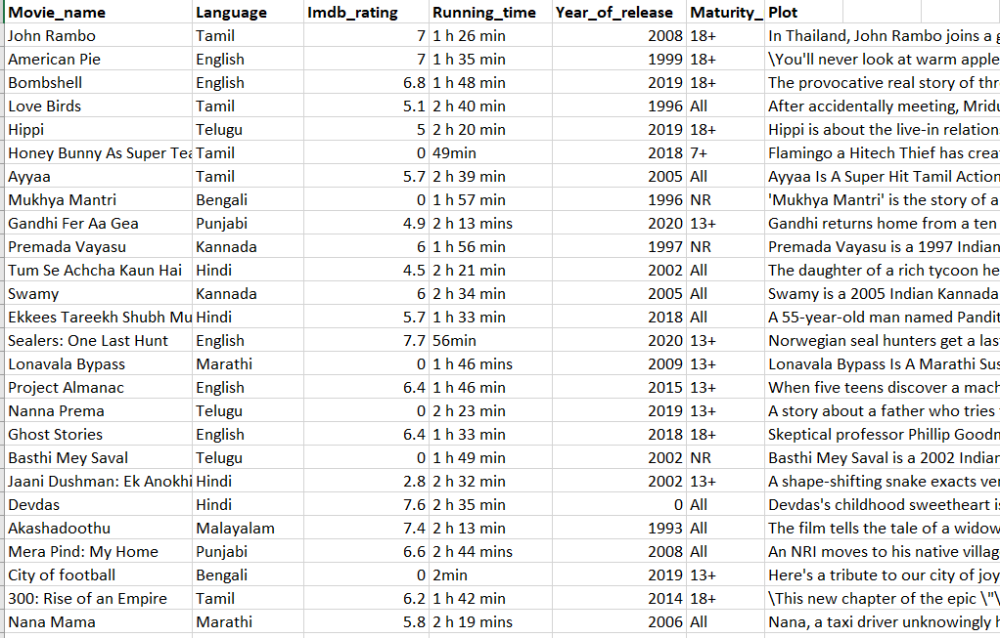 Movie_name Language Imdb_rating Running_time Year_of_release Maturity_ Plot
John Rambo Tamil 7 1 h 26 min 2008 18+ In Thailand, John Rambo joins a g
American Pie English 7 1 h 35 min 1999 18+ \You'll never look at warm apple
Bombshell English 6.8 1 h 48 min 2019 18+ The provocative real story of thr
Love Birds Tamil 5.1 2 h 40 min 1996 All After accidentally meeting, Mridu
Hippi Telugu 5 2 h 20 min 2019 18+ Hippi is about the live-in relation
Honey Bunny As Super Tea Tamil 0 49min 2018 7+ Flamingo a Hitech Thief has crea
Ayyaa Tamil 5.7 2 h 39 min 2005 All Ayyaa Is A Super Hit Tamil Action
Mukhya Mantri Bengali 0 1 h 57 min 1996 NR 'Mukhya Mantri' is the story of a
Gandhi Fer Aa Gea Punjabi 4.9 2 h 13 mins 2020 13+ Gandhi returns home from a ten
Premada Vayasu Kannada 6 1 h 56 min 1997 NR Premada Vayasu is a 1997 Indian
Tum Se Achcha Kaun Hai Hindi 4.5 2 h 21 min 2002 All The daughter of a rich tycoon he
Swamy Kannada 6 2 h 34 min 2005 All Swamy is a 2005 Indian Kannada
Ekkees Tareekh Shubh Mu Hindi 5.7 1 h 33 min 2018 All A 55-year-old man named Pandit
Sealers: One Last Hunt English 7.7 56min 2020 13+ Norwegian seal hunters get a las
Lonavala Bypass Marathi 0 1 h 46 mins 2009 13+ Lonavala Bypass Is A Marathi Sus
Project Almanac English 6.4 1 h 46 min 2015 13+ When five teens discover a mach
Nanna Prema Telugu 0 2 h 23 min 2019 13+ A story about a father who tries
Ghost Stories English 6.4 1 h 33 min 2018 18+ Skeptical professor Phillip Goodn
Basthi Mey Saval Telugu 0 1 h 49 min 2002 NR Basthi Mey Saval is a 2002 Indian
Jaani Dushman: Ek Anokhi Hindi 2.8 2 h 32 min 2002 13+ A shape-shifting snake exacts ver
Devdas Hindi 7.6 2 h 35 min 0 All Devdas's childhood sweetheart is
Akashadoothu Malayalam 7.4 2 h 13 min 1993 All The film tells the tale of a widow
Mera Pind: My Home Punjabi 6.6 2 h 44 mins 2008 All An NRI moves to his native villag
City of football Bengali 0 2min 2019 13+ Here's a tribute to our city of joy
300: Rise of an Empire Tamil 6.2 1 h 42 min 2014 18+ \This new chapter of the epic \"\
Nana Mama Marathi 5.8 2 h 19 mins 2006 All Nana, a taxi driver unknowingly h